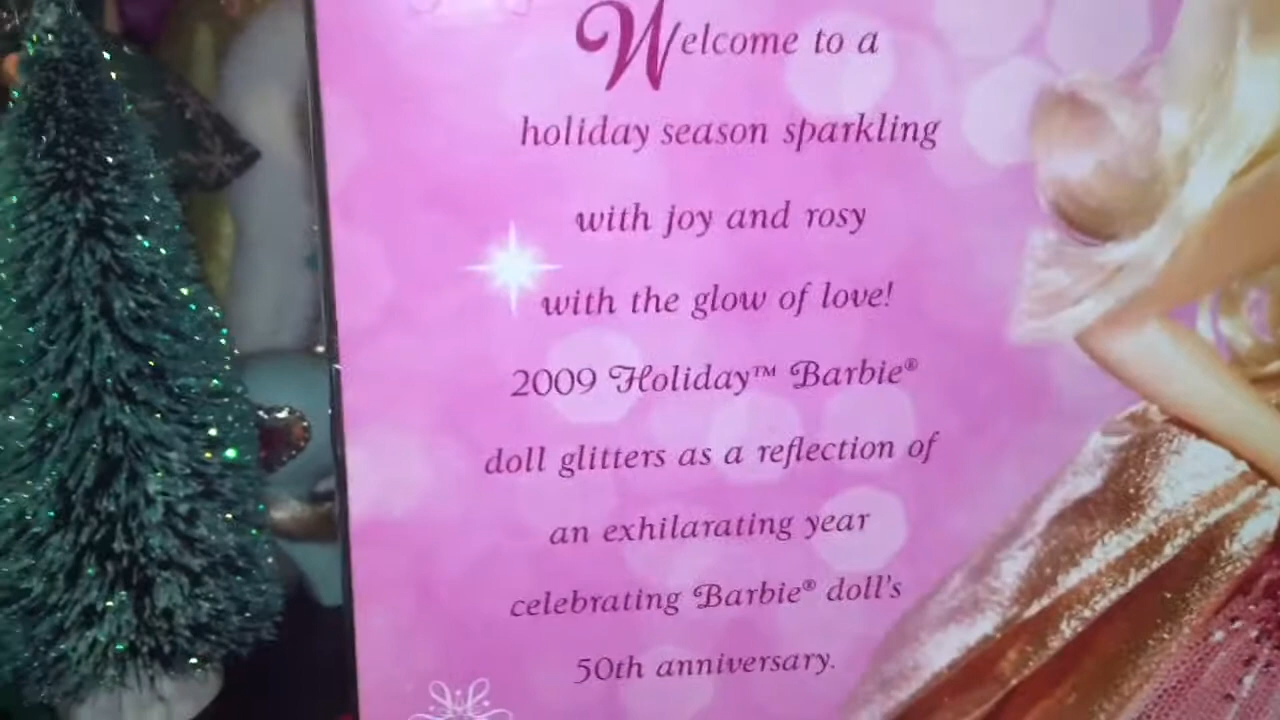 Welcome to a
holiday season sparkling
with joy and rosy
with the glow of love!
2009 Holiday™ Barbie®
doll glitters as a reflection of
an exhilarating year
celebrating Barbie® doll's
50th anniversary.